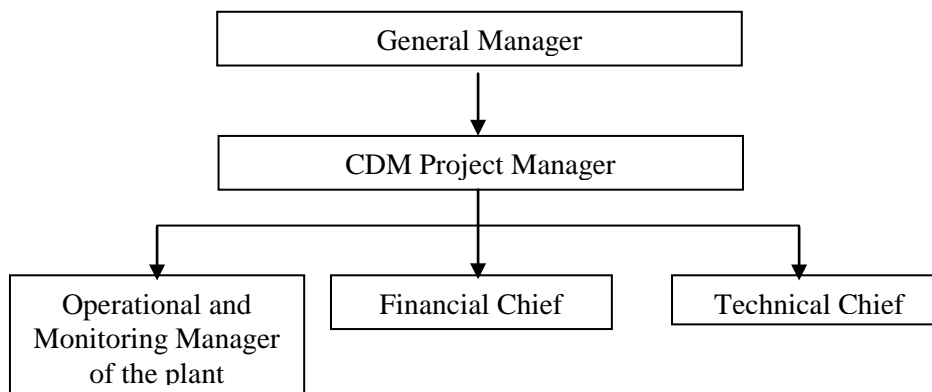 General Manager
CDM Project Manager
Operational and
Monitoring Manager
of the plant
Financial Chief
Technical Chief